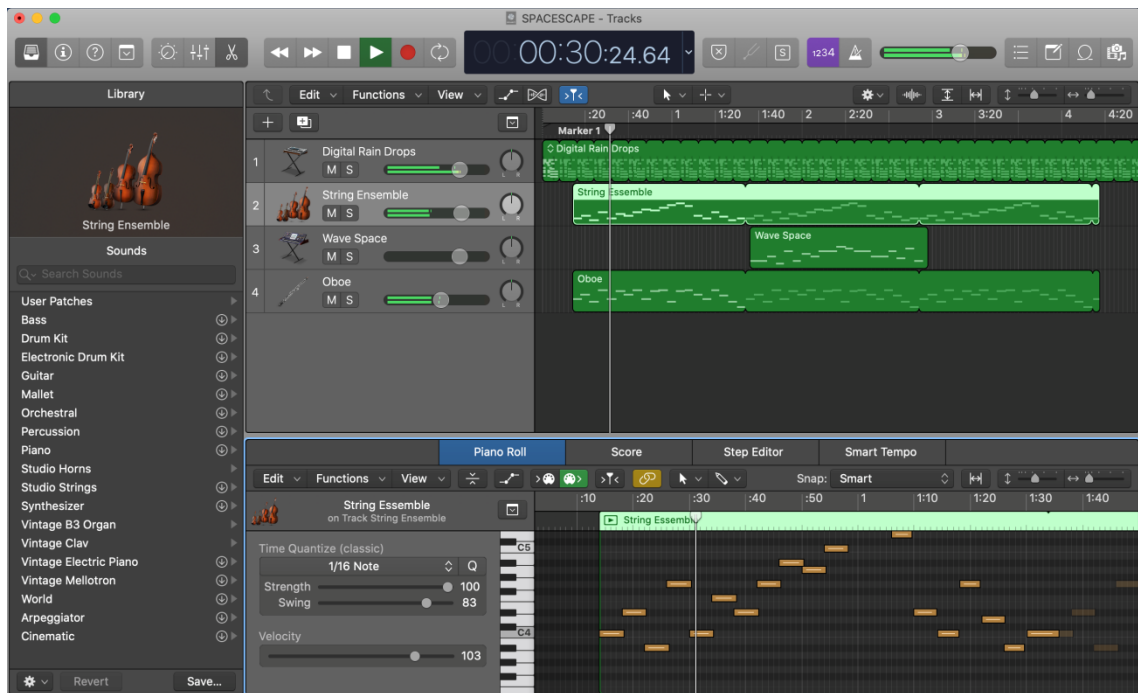 SPACESCAPE - Tracks
00:00:30:24.64
S
1234
Library
Edit Functions View
:20 :40 1 1:20 1:40 2 2:20 3 3:20 4 4:20
Marker 1
String Ensemble
1 Digital Rain Drops
M S
L R
Digital Rain Drops
2 String Ensemble
M S
L R
String Essemble
3 Wave Space
M S
L R
Wave Space
4 Oboe
M S
L R
Oboe
Sounds
Search Sounds
User Patches
Bass
Drum Kit
Electronic Drum Kit
Guitar
Mallet
Orchestral
Percussion
Piano
Studio Horns
Studio Strings
Synthesizer
Vintage B3 Organ
Vintage Clav
Vintage Electric Piano
Vintage Mellotron
World
Arpeggiator
Cinematic
Revert Save...
Piano Roll Score Step Editor Smart Tempo
Edit Functions View Snap: Smart
:10 :20 :30 :40 :50 1 1:10 1:20 1:30 1:40
String Ensemble
on Track String Ensemble
String Essembly
Time Quantize (classic)
1/16 Note Q
Strength 100
Swing 83
Velocity
103
C5
C4